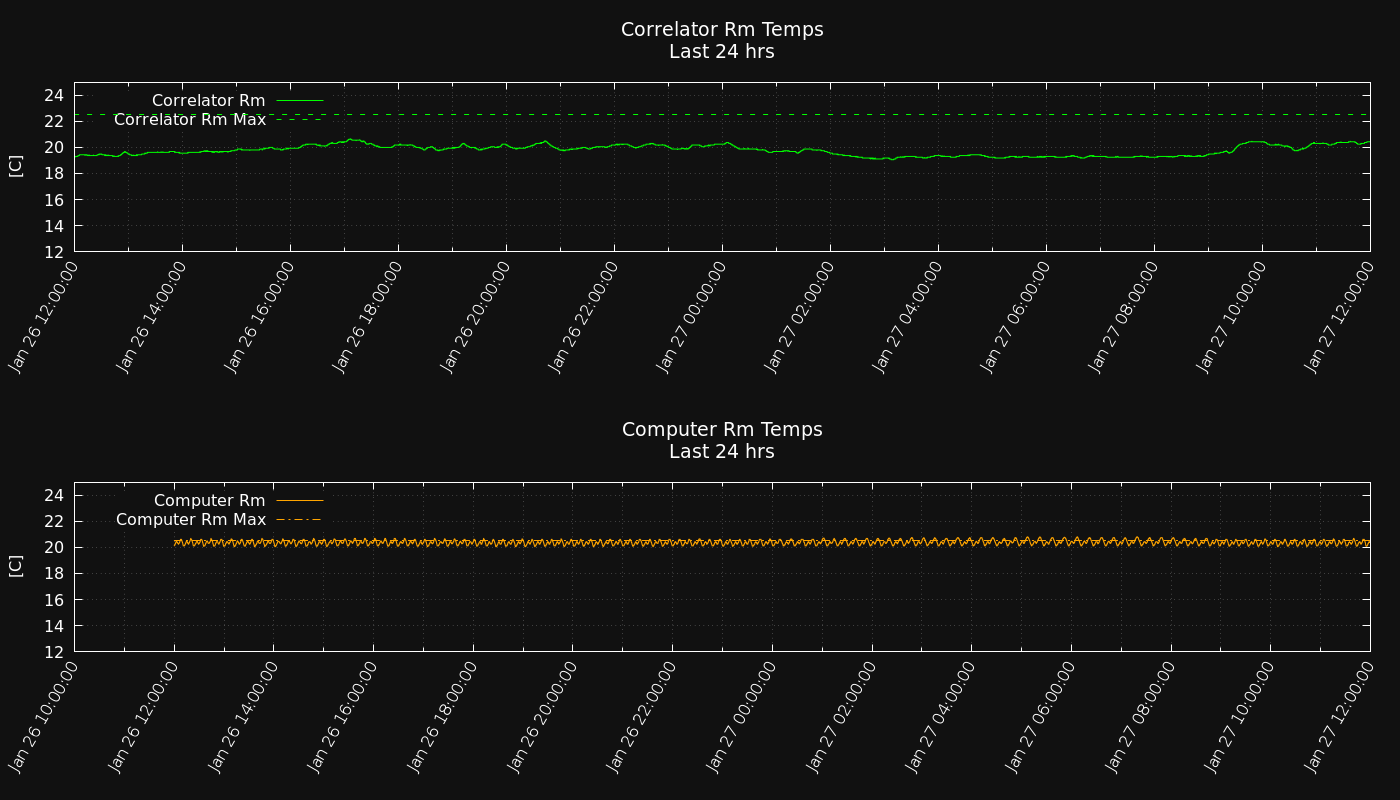 Correlator Rm Temps
Last 24 hrs
Correlator Rm
Correlator Rm Max
[C]
24
22
20
18
16
14
12
Jan 26 12:00:00
Jan 26 14:00:00
Jan 26 16:00:00
Jan 26 18:00:00
Jan 26 20:00:00
Jan 26 22:00:00
Jan 27 00:00:00
Jan 27 02:00:00
Jan 27 04:00:00
Jan 27 06:00:00
Jan 27 08:00:00
Jan 27 10:00:00
Jan 27 12:00:00
Computer Rm Temps
Last 24 hrs
Computer Rm
Computer Rm Max
[C]
24
22
20
18
16
14
12
Jan 26 10:00:00
Jan 26 12:00:00
Jan 26 14:00:00
Jan 26 16:00:00
Jan 26 18:00:00
Jan 26 20:00:00
Jan 26 22:00:00
Jan 27 00:00:00
Jan 27 02:00:00
Jan 27 04:00:00
Jan 27 06:00:00
Jan 27 08:00:00
Jan 27 10:00:00
Jan 27 12:00:00